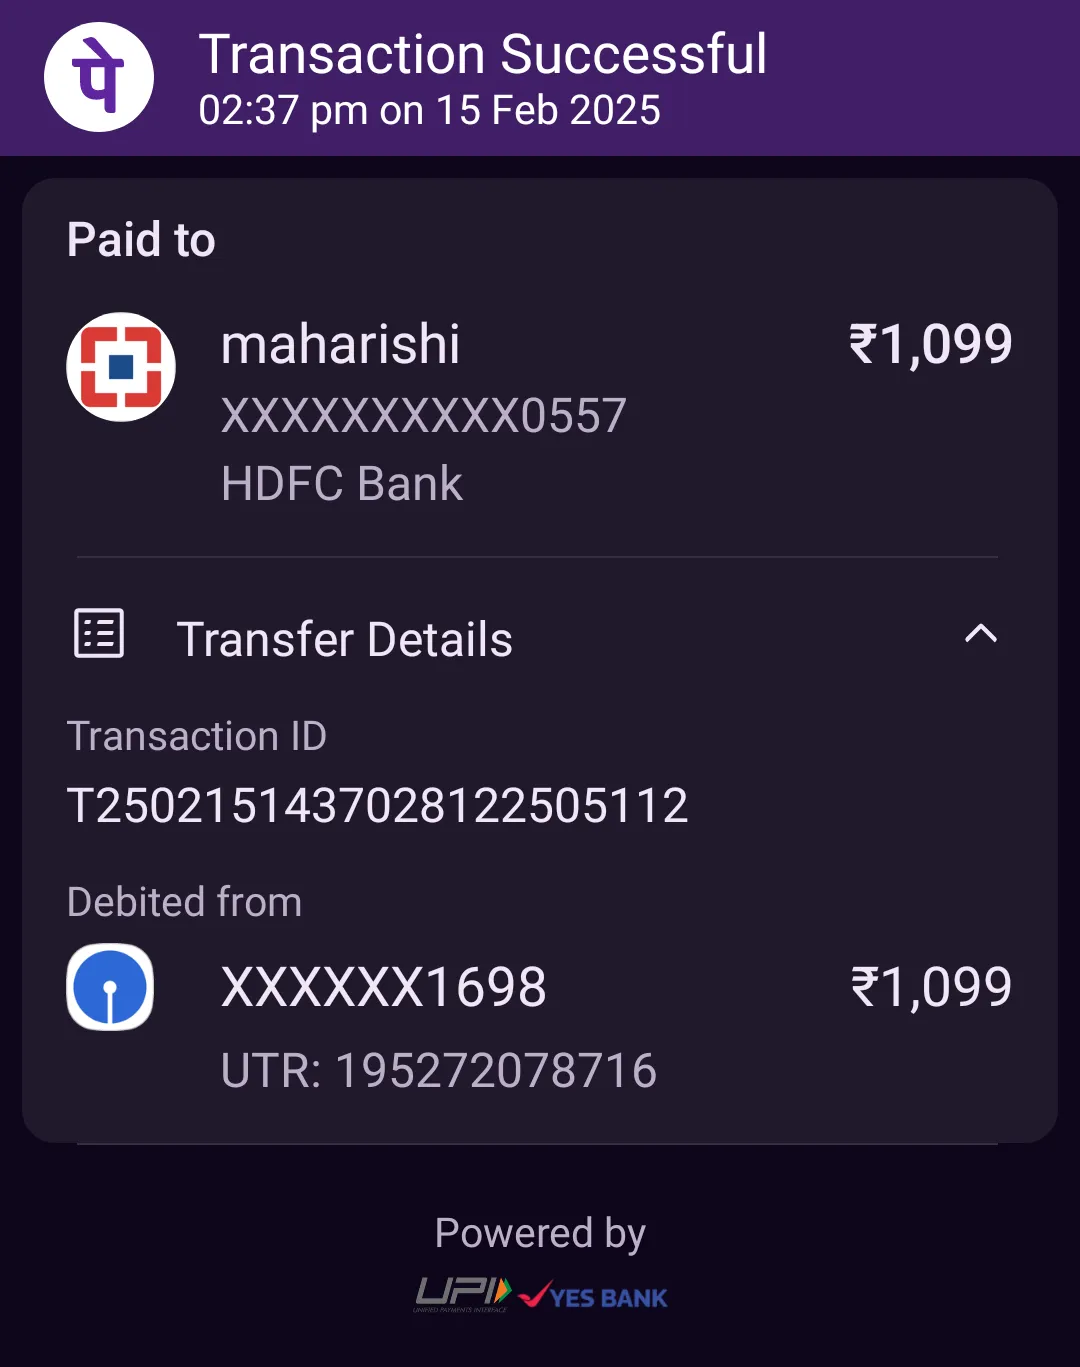 पे
Transaction Successful
02:37 pm on 15 Feb 2025
Paid to
maharishi ₹1,099
XXXXXXXXXX0557
HDFC Bank
Transfer Details
Transaction ID
T2502151437028122505112
Debited from
XXXXXX1698 ₹1,099
UTR: 195272078716
Powered by
UPI YES BANK
UNIFIED PAYMENTS INTERFACE